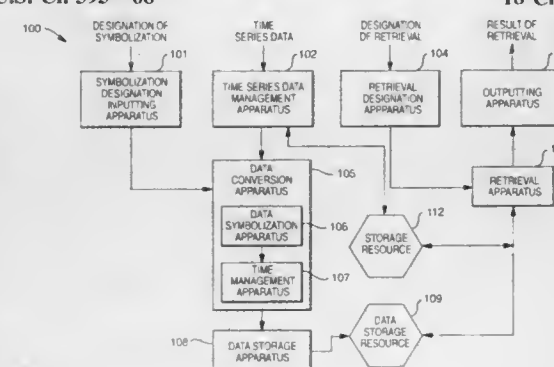 DESIGNATION OF
SYMBOLIZATION
TIME
SERIES DATA
DESIGNATION
OF RETRIEVAL
RESULT OF
RETRIEVAL
100
101
SYMBOLIZATION
DESIGNATION
INPUTTING
APPARATUS
102
TIME SERIES DATA
MANAGEMENT
APPARATUS
104
RETRIEVAL
DESIGNATION
APPPARATUS
OUTPUTTING
APPARATUS
105
DATA
CONVERSION
APPARATUS
RETRIEVAL
APPARATUS
DATA
SYMBOLIZATION
APPARATUS
106
112
STORAGE
RESOURCE
TIME
MANAGEMENT
APPARATUS
107
109
DATA
STORAGE
RESOURCE
108
DATA STORAGE
APPARATUS